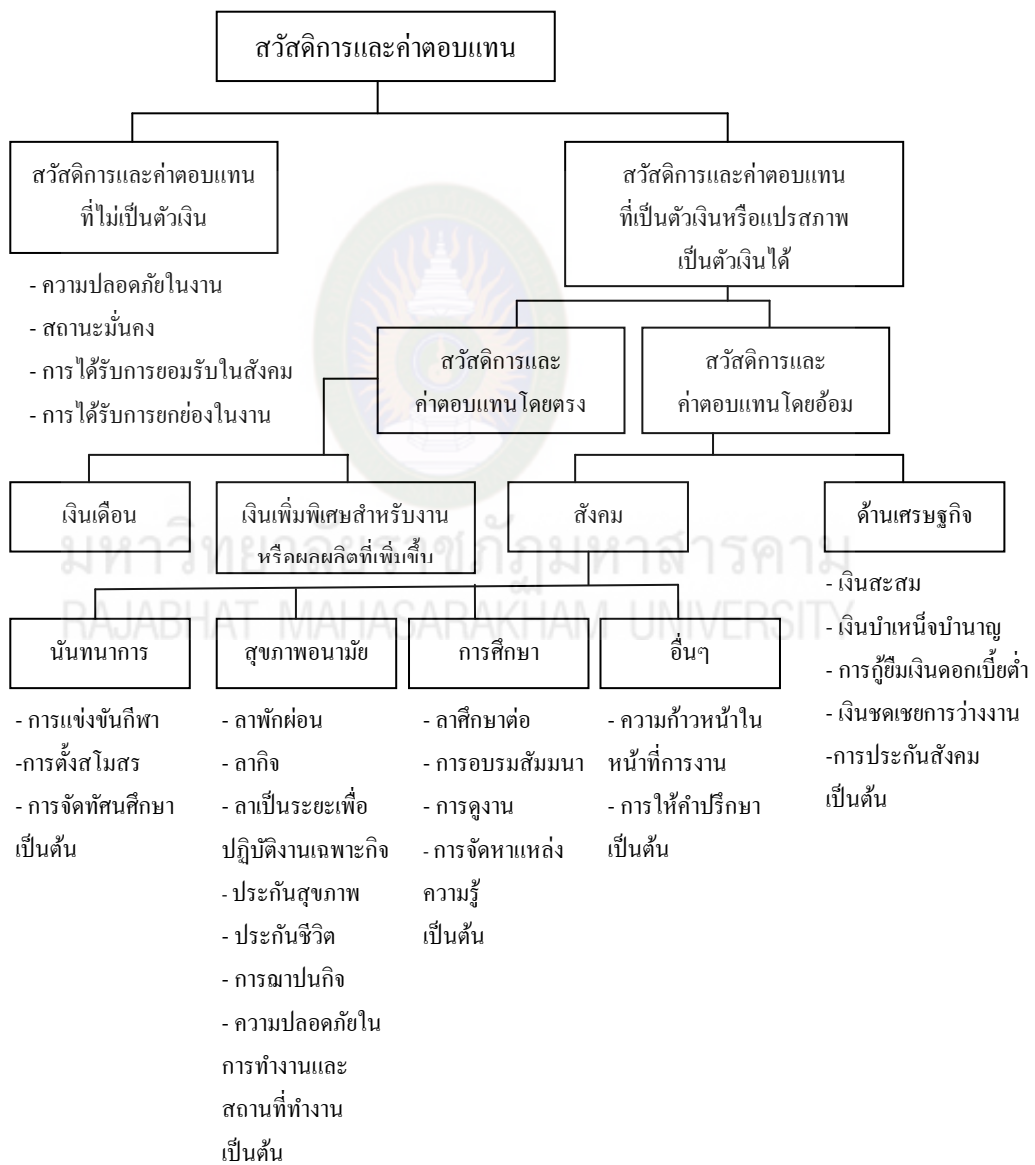 สวัสดิการและค่าตอบแทน
สวัสดิการและค่าตอบแทน
ที่ไม่เป็นตัวเงิน
- ความปลอดภัยในงาน
- สถานะมั่นคง
- การได้รับการยอมรับในสังคม
- การได้รับการยกย่องในงาน
สวัสดิการและค่าตอบแทน
ที่เป็นตัวเงินหรือแปรสภาพ
เป็นตัวเงินได้
สวัสดิการและ
ค่าตอบแทนโดยตรง
สวัสดิการและ
ค่าตอบแทนโดยอ้อม
เงินเดือน
เงินเพิ่มพิเศษสำหรับงาน
หรือผลผลิตที่เพิ่มขึ้น
สังคม
ด้านเศรษฐกิจ
- เงินสะสม
- เงินบำเหน็จบำนาญ
- การกู้ยืมเงินดอกเบี้ยต่ำ
- เงินชดเชยการว่างงาน
-การประกันสังคม
เป็นต้น
มหาวิทยาลัยราชภัฏมหาสารคาม
RAJABHAT MAHASARAKHAM UNIVERSITY
นันทนาการ
- การแข่งขันกีฬา
-การตั้งสโมสร
- การจัดทัศนศึกษา
เป็นต้น
สุขภาพอนามัย
- ลาพักผ่อน
- ลากิจ
- ลาเป็นระยะเพื่อ
ปฏิบัติงานเฉพาะกิจ
- ประกันสุขภาพ
- ประกันชีวิต
- การฌาปนกิจ
- ความปลอดภัยใน
การทำงานและ
สถานที่ทำงาน
เป็นต้น
การศึกษา
- ลาศึกษาต่อ
- การอบรมสัมมนา
- การดูงาน
- การจัดหาแหล่ง
ความรู้
เป็นต้น
อื่นๆ
- ความก้าวหน้าใน
หน้าที่การงาน
- การให้คำปรึกษา
เป็นต้น